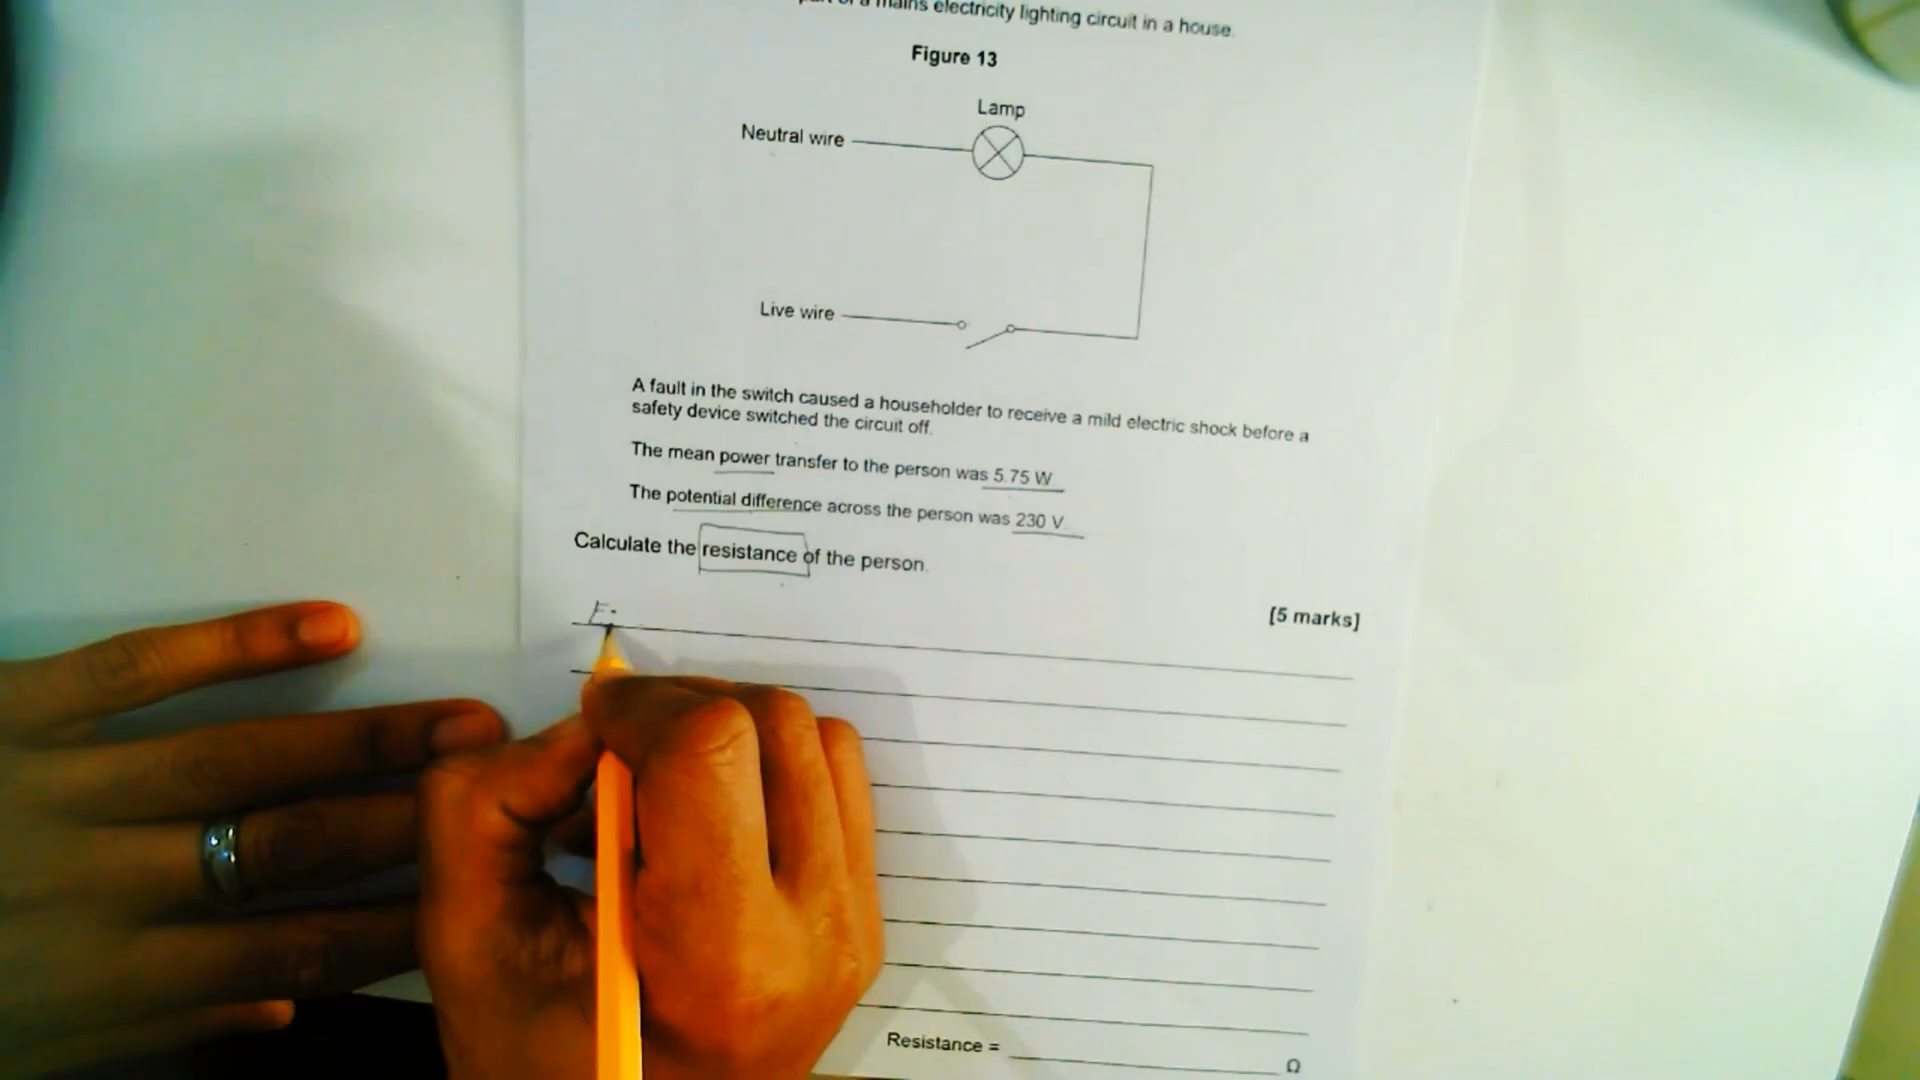 of a mains electricity lighting circuit in a house.
Figure 13
Lamp
Neutral wire
Live wire
A fault in the switch caused a householder to receive a mild electric shock before a
safety device switched the circuit off.
The mean power transfer to the person was 5.75 W
The potential difference across the person was 230 V
Calculate the resistance of the person.
[5 marks]
Resistance = Ω